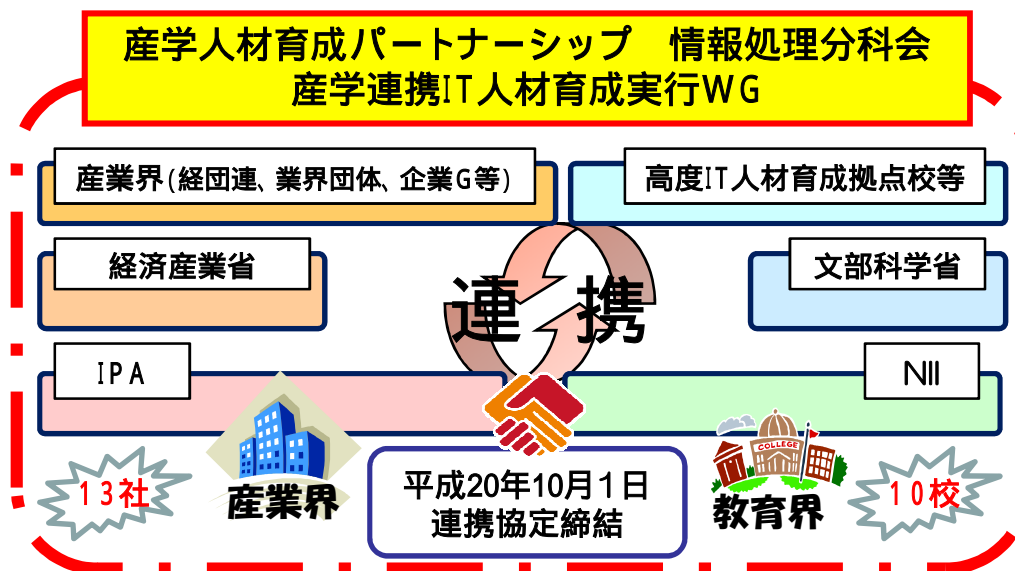 産学人材育成パートナーシップ　情報処理分科会
産学連携IT人材育成実行WG
産業界(経団連、業界団体、企業G等)
高度IT人材育成拠点校等
経済産業省
文部科学省
連携
IPA
NII
COLLEGE
13社
産業界
平成20年10月1日
連携協定締結
教育界
10校